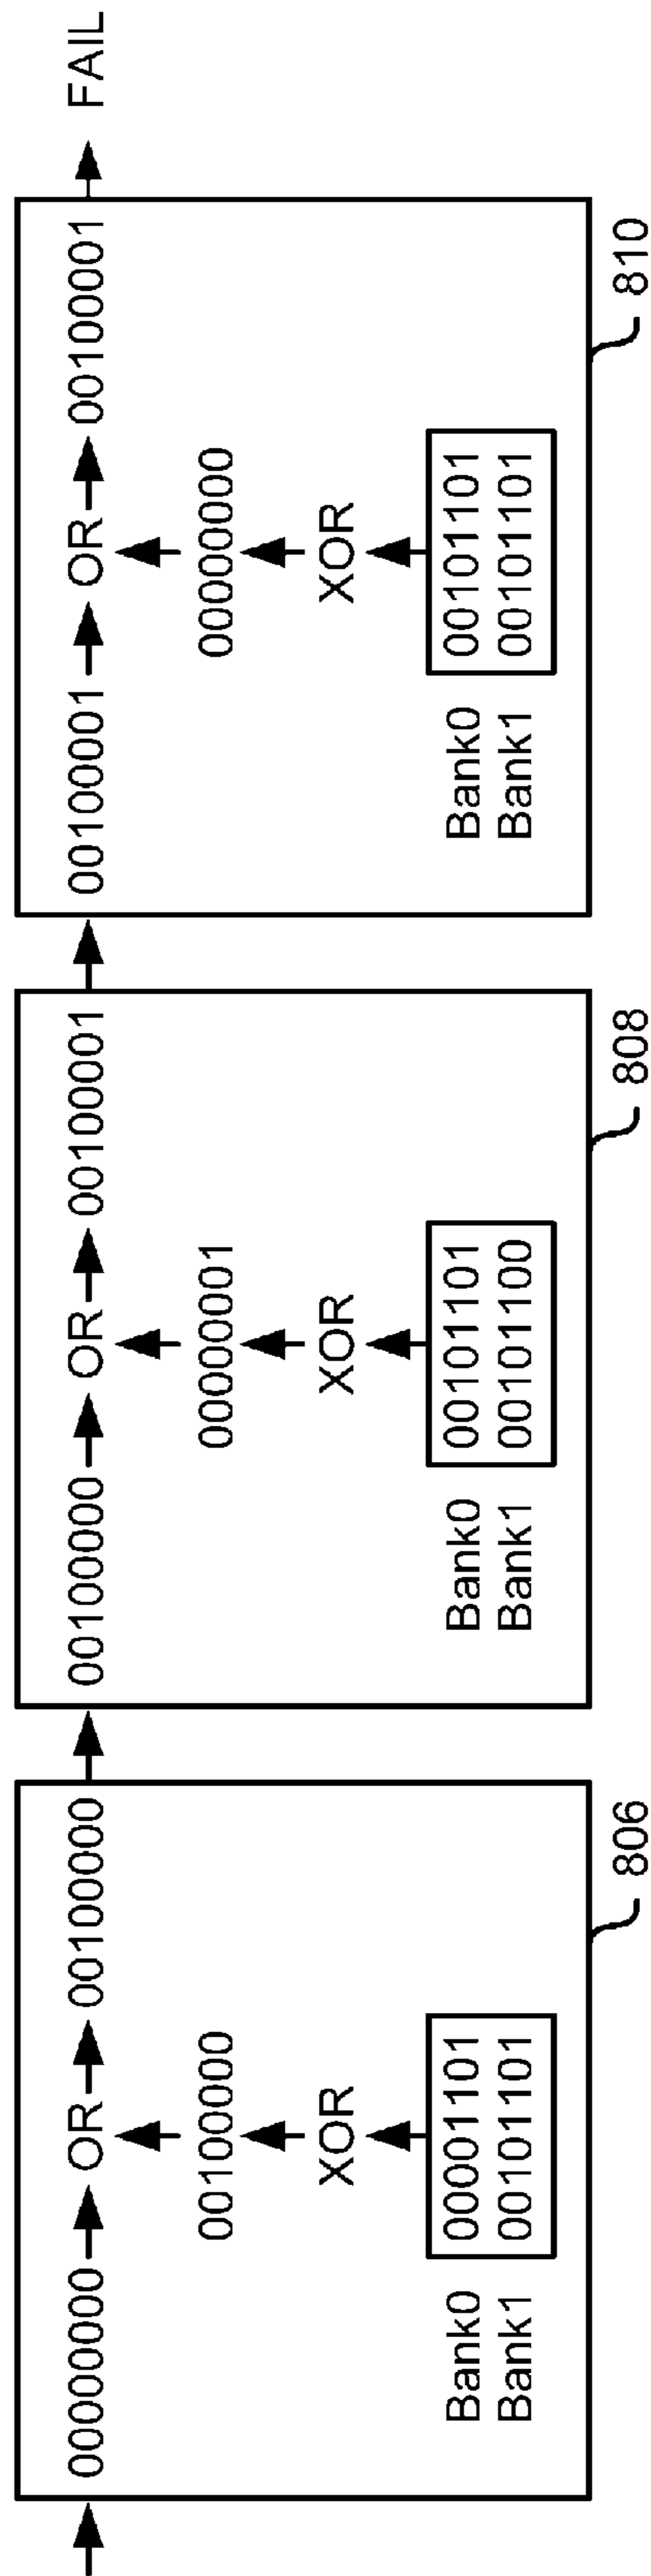 00000000 OR 00100000
00100000
XOR
Bank0 00001101
Bank1 00101101
806
00100000 OR 00100001
00000001
XOR
Bank0 00101101
Bank1 00101100
808
00100001 OR 00100001
00000000
XOR
Bank0 00101101
Bank1 00101101
810
FAIL